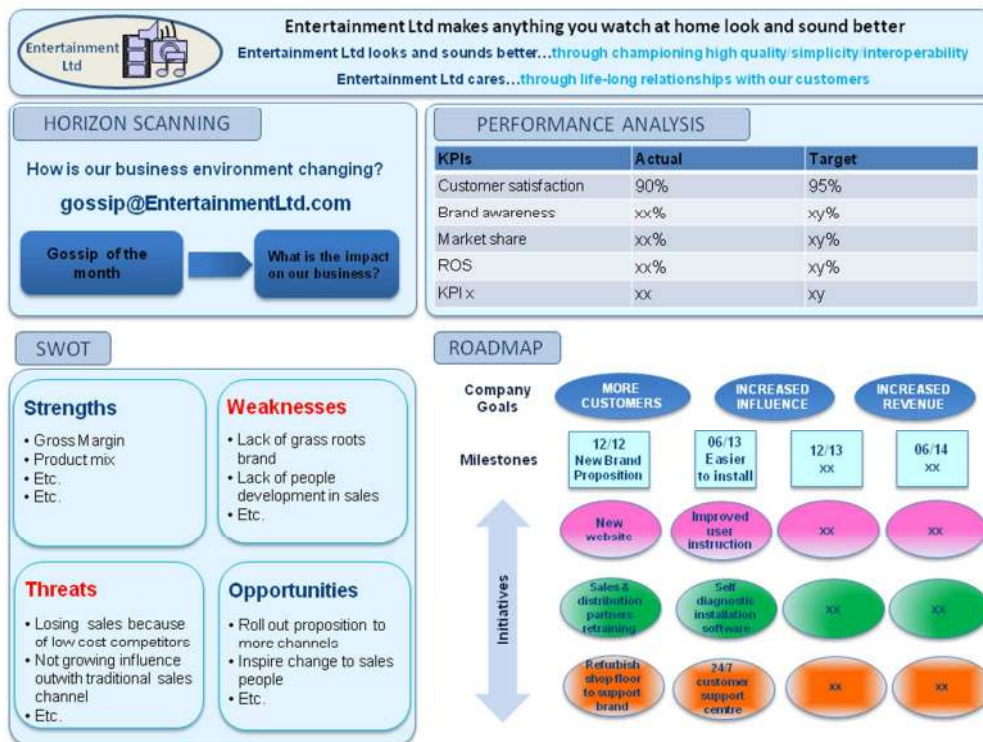 Entertainment
Ltd
Entertainment Ltd makes anything you watch at home look and sound better
Entertainment Ltd looks and sounds better...through championing high quality/simplicity/interoperability
Entertainment Ltd cares...through life-long relationships with our customers
HORIZON SCANNING
How is our business environment changing?
gossip@EntertainmentLtd.com
Gossip of the
month
What is the impact
on our business?
PERFORMANCE ANALYSIS
KPIs Actual Target
Customer satisfaction 90% 95%
Brand awareness xx% xy%
Market share xx% xy%
ROS xx% xy%
KPI x xx xy
SWOT
Strengths
• Gross Margin
• Product mix
• Etc.
• Etc.
Weaknesses
• Lack of grass roots
brand
• Lack of people
development in sales
• Etc.
Threats
• Losing sales because
of low cost competitors
• Not growing influence
outwith traditional sales
channel
• Etc.
Opportunities
• Roll out proposition to
more channels
• Inspire change to sales
people
• Etc.
ROADMAP
Company
Goals
MORE
CUSTOMERS
INCREASED
INFLUENCE
INCREASED
REVENUE
Milestones
12/12
New Brand
Proposition
06/13
Easier
to install
12/13
xx
06/14
xx
Initiatives
New
website
Improved
user
instruction
xx
xx
Sales &
distribution
partners
retraining
Self
diagnostic
installation
software
xx
xx
Refurbish
shop floor
to support
brand
24/7
customer
support
centre
xx
xx